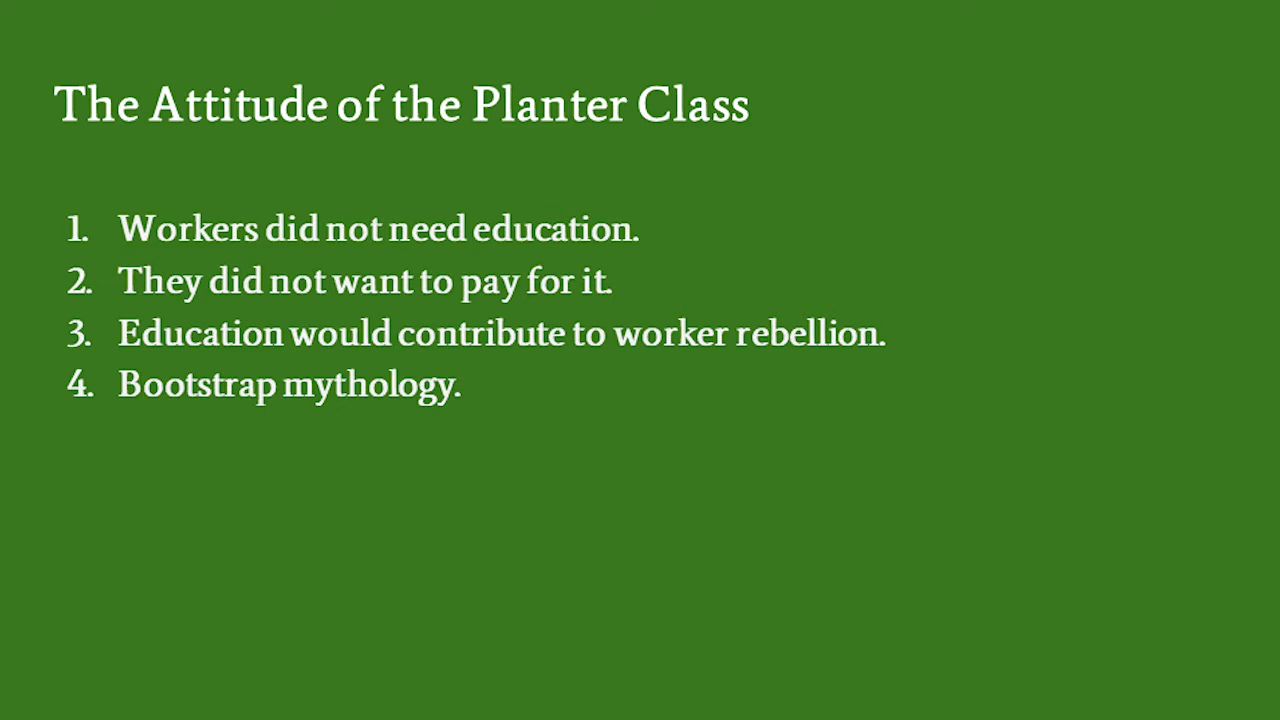 The Attitude of the Planter Class
1. Workers did not need education.
2. They did not want to pay for it.
3. Education would contribute to worker rebellion.
4. Bootstrap mythology.